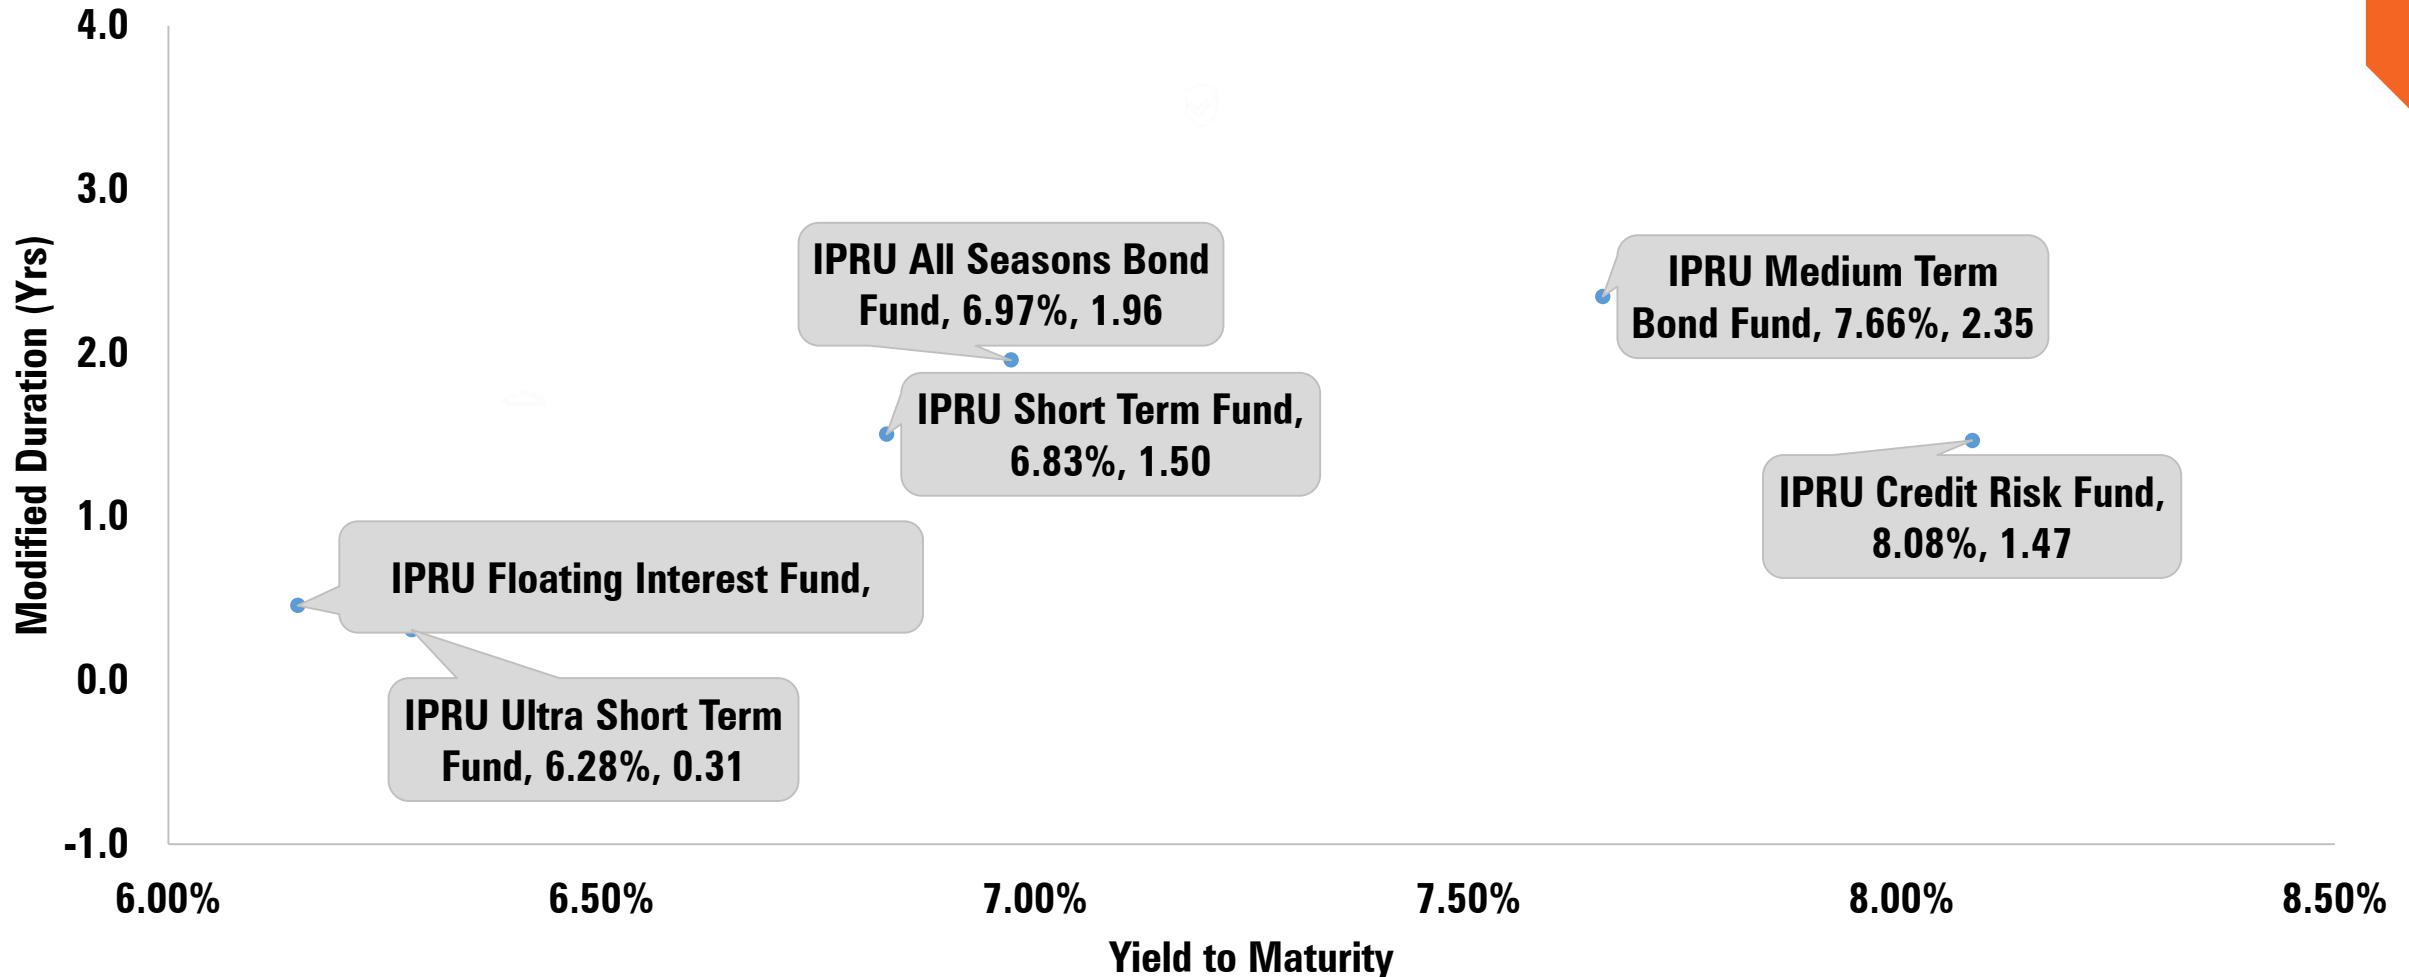 4.0
3.0
2.0
1.0
0.0
-1.0
Modified Duration (Yrs)
IPRU All Seasons Bond
Fund, 6.97%, 1.96
IPRU Medium Term
Bond Fund, 7.66%, 2.35
IPRU Short Term Fund,
6.83%, 1.50
IPRU Credit Risk Fund,
8.08%, 1.47
IPRU Floating Interest Fund,
IPRU Ultra Short Term
Fund, 6.28%, 0.31
6.00%
6.50%
7.00%
7.50%
8.00%
8.50%
Yield to Maturity